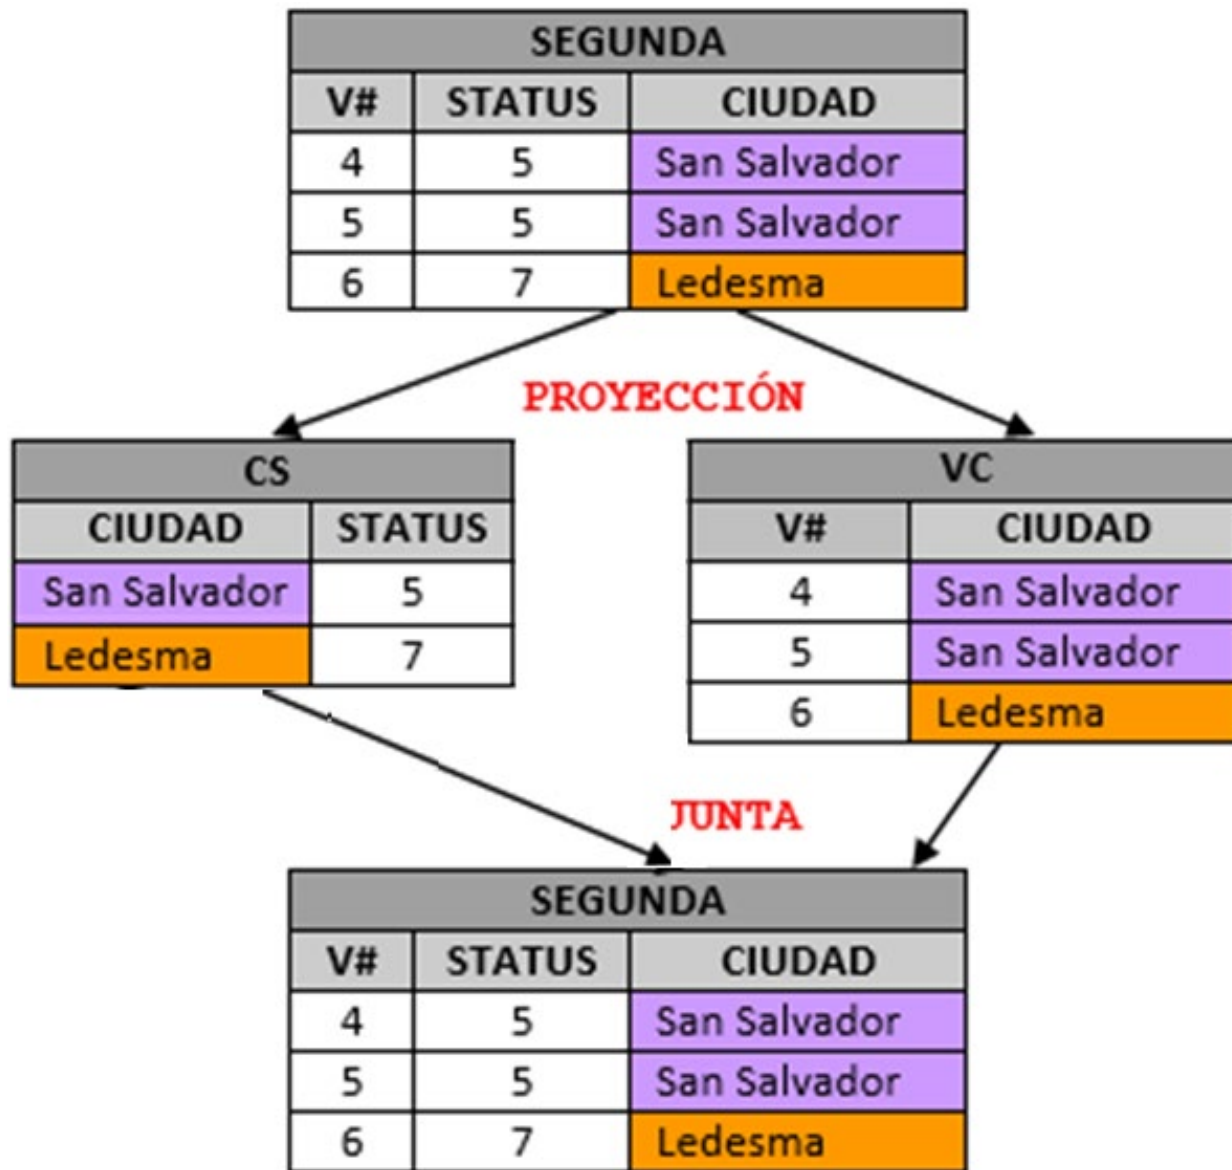 SEGUNDA
V# STATUS CIUDAD
4 5 San Salvador
5 5 San Salvador
6 7 Ledesma
PROYECCIÓN
CS
CIUDAD STATUS
San Salvador 5
Ledesma 7
VC
V# CIUDAD
4 San Salvador
5 San Salvador
6 Ledesma
JUNTA
SEGUNDA
V# STATUS CIUDAD
4 5 San Salvador
5 5 San Salvador
6 7 Ledesma